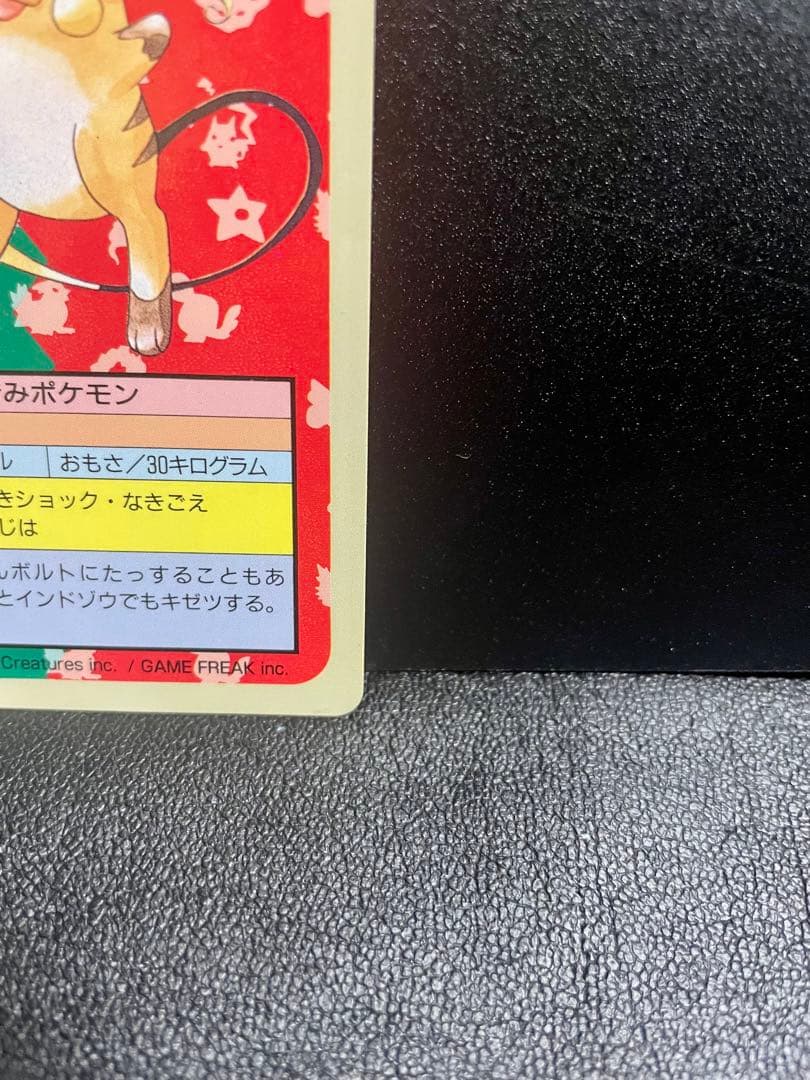 みポケモン
ル おもさ/30キログラム
きショック・なきごえ
じは
んボルトにたっすることもあ
とインドゾウでもキゼツする。
Creatures inc. / GAME FREAK inc.